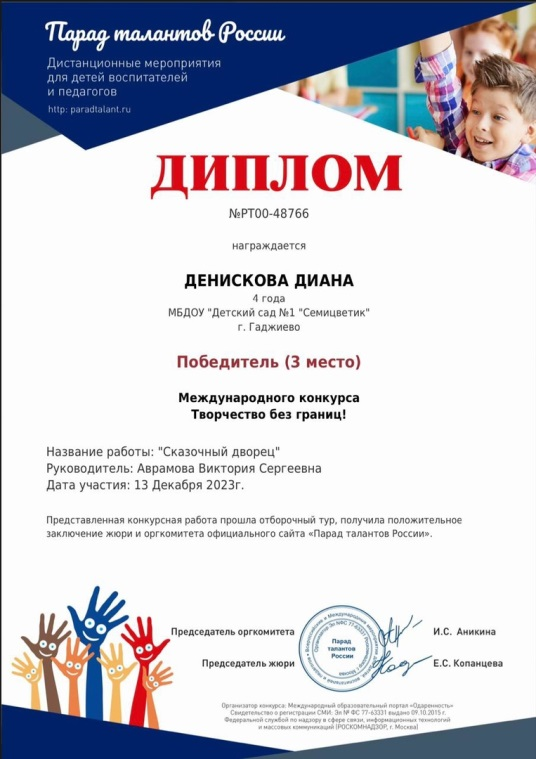 Парад талантов России
Дистанционные мероприятия
для детей воспитателей
и педагогов
http: paradtalant.ru
ДИПЛОМ
№РТ00-48766
награждается
ДЕНИСКОВА ДИАНА
4 года
МБДОУ "Детский сад №1 "Семицветик"
г. Гаджиево
Победитель (3 место)
Международного конкурса
Творчество без границ!
Название работы: "Сказочный дворец"
Руководитель: Аврамова Виктория Сергеевна
Дата участия: 13 Декабря 2023г.
Представленная конкурсная работа прошла отборочный тур, получила положительное
заключение жюри и оргкомитета официального сайта «Парад талантов России».
Председатель оргкомитета
И.С. Аникина
Парад
талантов
России
Председатель жюри
Е.С. Копанцева
Организатор конкурса: Международный образовательный портал «Одаренность»
Свидетельство о регистрации СМИ: Эл № ФС 77-63331 выдано 09.10.2015 г.
Федеральной службой по надзору в сфере связи, информационных технологий
и массовых коммуникаций (РОСКОМНАДЗОР, г. Москва)